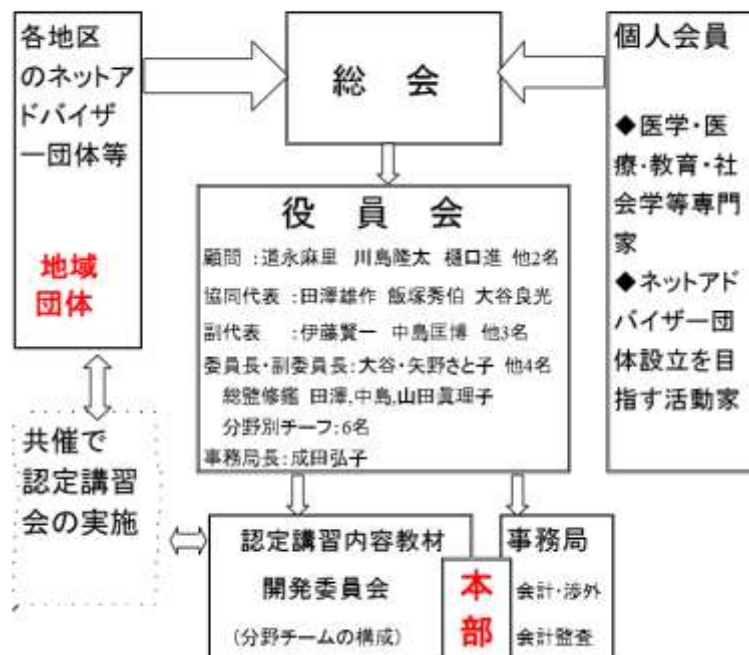 各地区
のネットア
ドバイザ
ー団体等
地域
団体
総 会
個人会員
◆医学・医
療・教育・社
会学等専門
家
◆ネットアド
バイザー団
体設立を目
指す活動家
役 員 会
顧問 :道永麻里 川島隆太 樋口進 他2名
協同代表 :田澤雄作 飯塚秀伯 大谷良光
副代表 :伊藤賢一 中島匡博 他3名
委員長・副委員長:大谷・矢野さと子 他4名
総監修鑑 田澤,中島,山田眞理子
分野別チーフ:6名
事務局長:成田弘子
共催で
認定講習
会の実施
認定講習内容教材
開発委員会
(分野チームの構成)
本
部
事務局
会計・渉外
会計監査